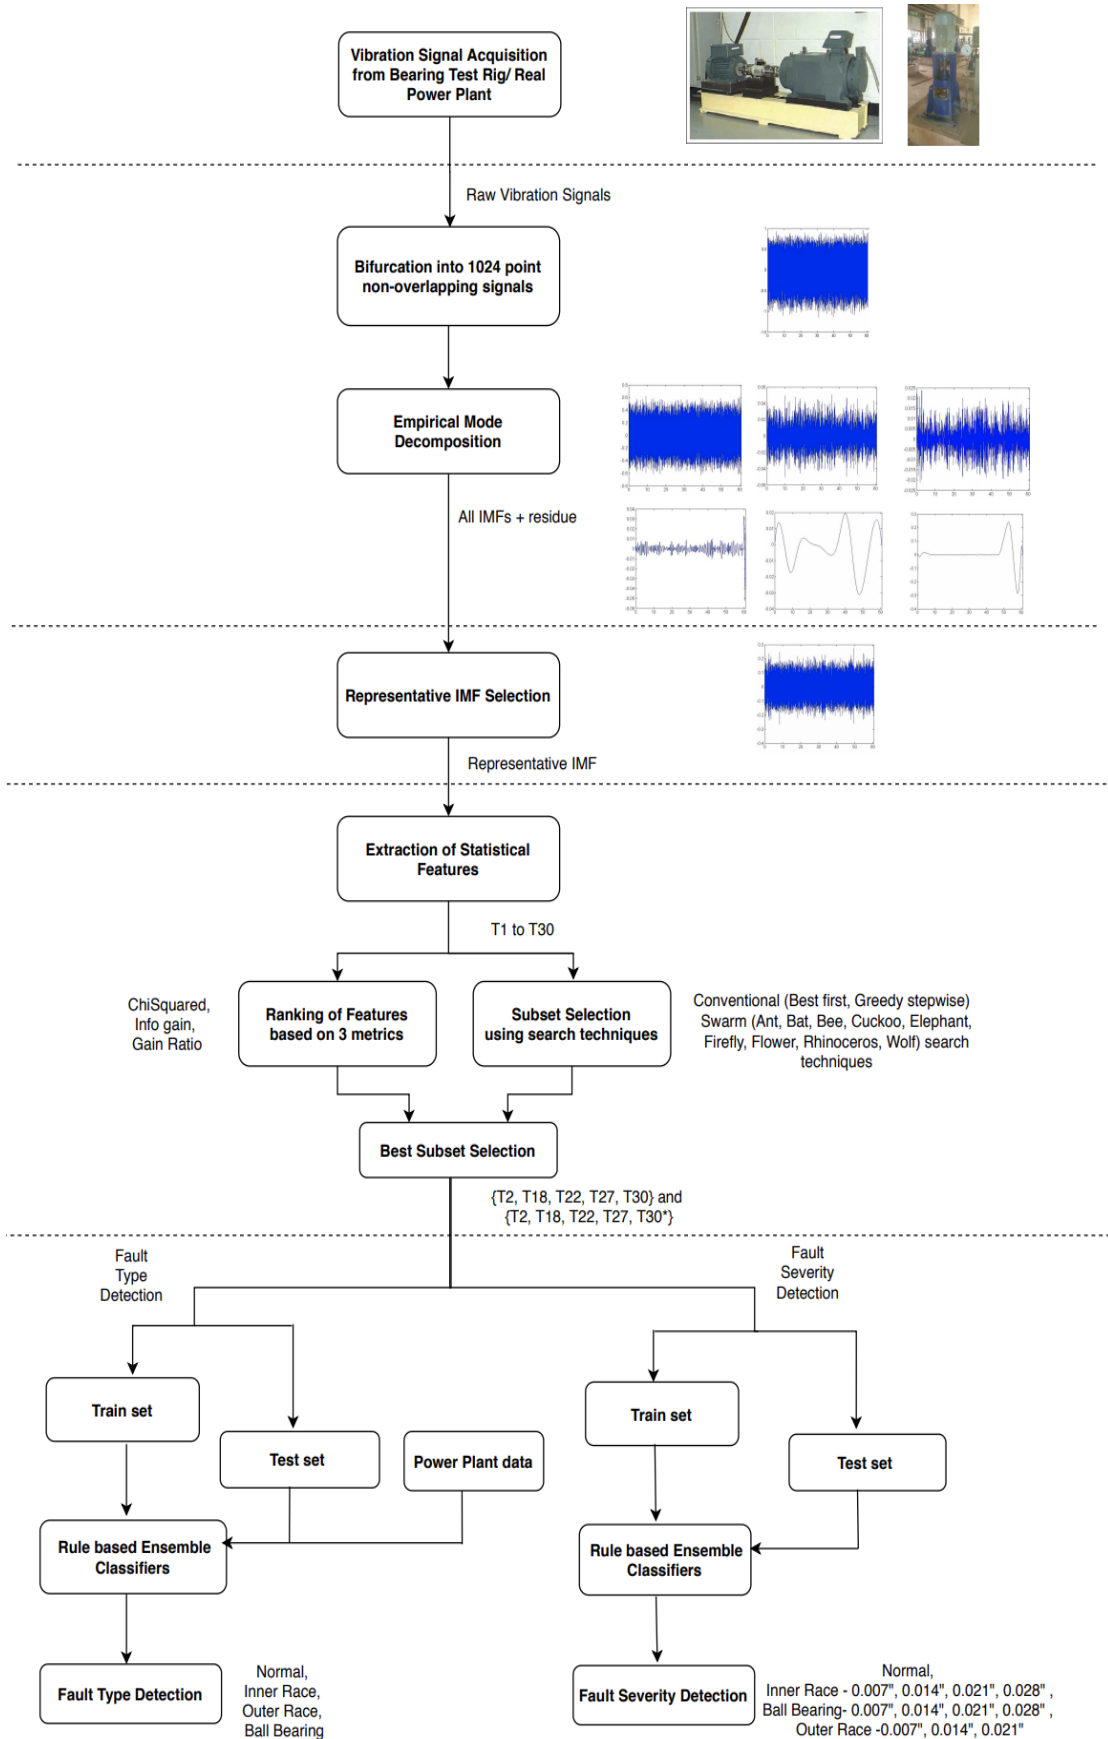 Vibration Signal Acquisition
from Bearing Test Rig/ Real
Power Plant
Raw Vibration Signals
Bifurcation into 1024 point
non-overlapping signals
Empirical Mode
Decomposition
All IMFs + residue
Representative IMF Selection
Representative IMF
Extraction of Statistical
Features
T1 to T30
ChiSquared,
Info gain,
Gain Ratio
Ranking of Features
based on 3 metrics
Subset Selection
using search techniques
Conventional (Best first, Greedy stepwise)
Swarm (Ant, Bat, Bee, Cuckoo, Elephant,
Firefly, Flower, Rhinoceros, Wolf) search
techniques
Best Subset Selection
{T2, T18, T22, T27, T30} and
{T2, T18, T22, T27, T30*}
Fault
Type
Detection
Fault
Severity
Detection
Train set
Test set
Power Plant data
Train set
Test set
Rule based Ensemble
Classifiers
Rule based Ensemble
Classifiers
Fault Type Detection
Normal,
Inner Race,
Outer Race,
Ball Bearing
Fault Severity Detection
Normal,
Inner Race - 0.007", 0.014", 0.021", 0.028" ,
Ball Bearing- 0.007", 0.014", 0.021", 0.028" ,
Outer Race -0.007", 0.014", 0.021"